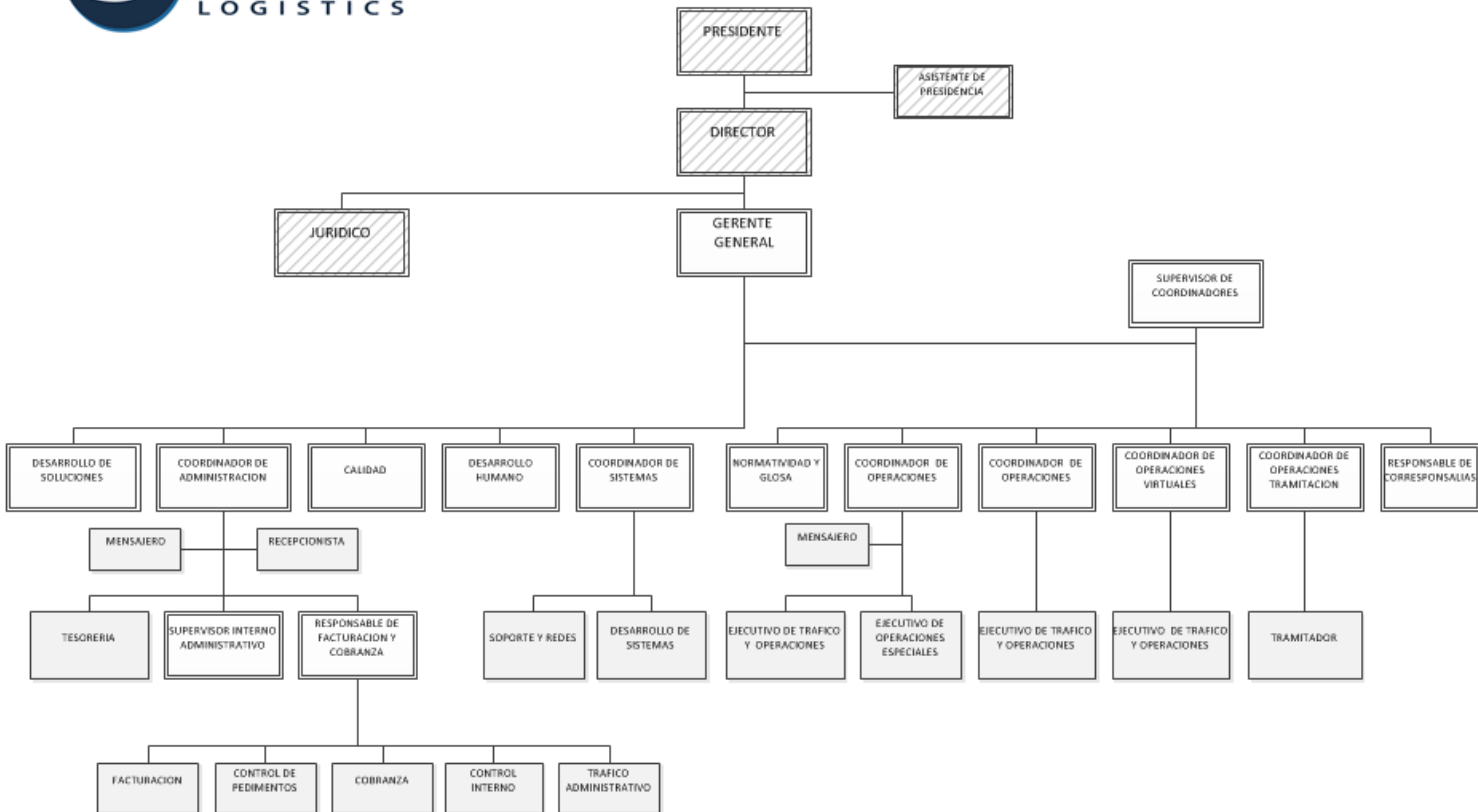 LOGISTICS
PRESIDENTE
ASISTENTE DE
PRESIDENCIA
DIRECTOR
JURIDICO
GERENTE
GENERAL
SUPERVISOR DE
COORDINADORES
DESARROLLO DE
SOLUCIONES
COORDINADOR DE
ADMINISTRACION
CALIDAD
DESARROLLO
HUMANO
COORDINADOR DE
SISTEMAS
NORMATIVIDAD Y
GLOSA
COORDINADOR DE
OPERACIONES
COORDINADOR DE
OPERACIONES
COORDINADOR DE
OPERACIONES
VIRTUALES
COORDINADOR DE
OPERACIONES
TRAMITACION
RESPONSABLE DE
CORRESPONSALIAS
MENSAJERO
RECEPCIONISTA
MENSAJERO
TESORERIA
SUPERVISOR INTERNO
ADMINISTRATIVO
RESPONSABLE DE
FACTURACION Y
COBRANZA
SOPORTE Y REDES
DESARROLLO DE
SISTEMAS
EJECUTIVO DE TRAFICO
Y OPERACIONES
EJECUTIVO DE
OPERACIONES
ESPECIALES
EJECUTIVO DE TRAFICO
Y OPERACIONES
EJECUTIVO DE TRAFICO
Y OPERACIONES
TRAMITADOR
FACTURACION
CONTROL DE
PEDIMENTOS
COBRANZA
CONTROL
INTERNO
TRAFICO
ADMINISTRATIVO